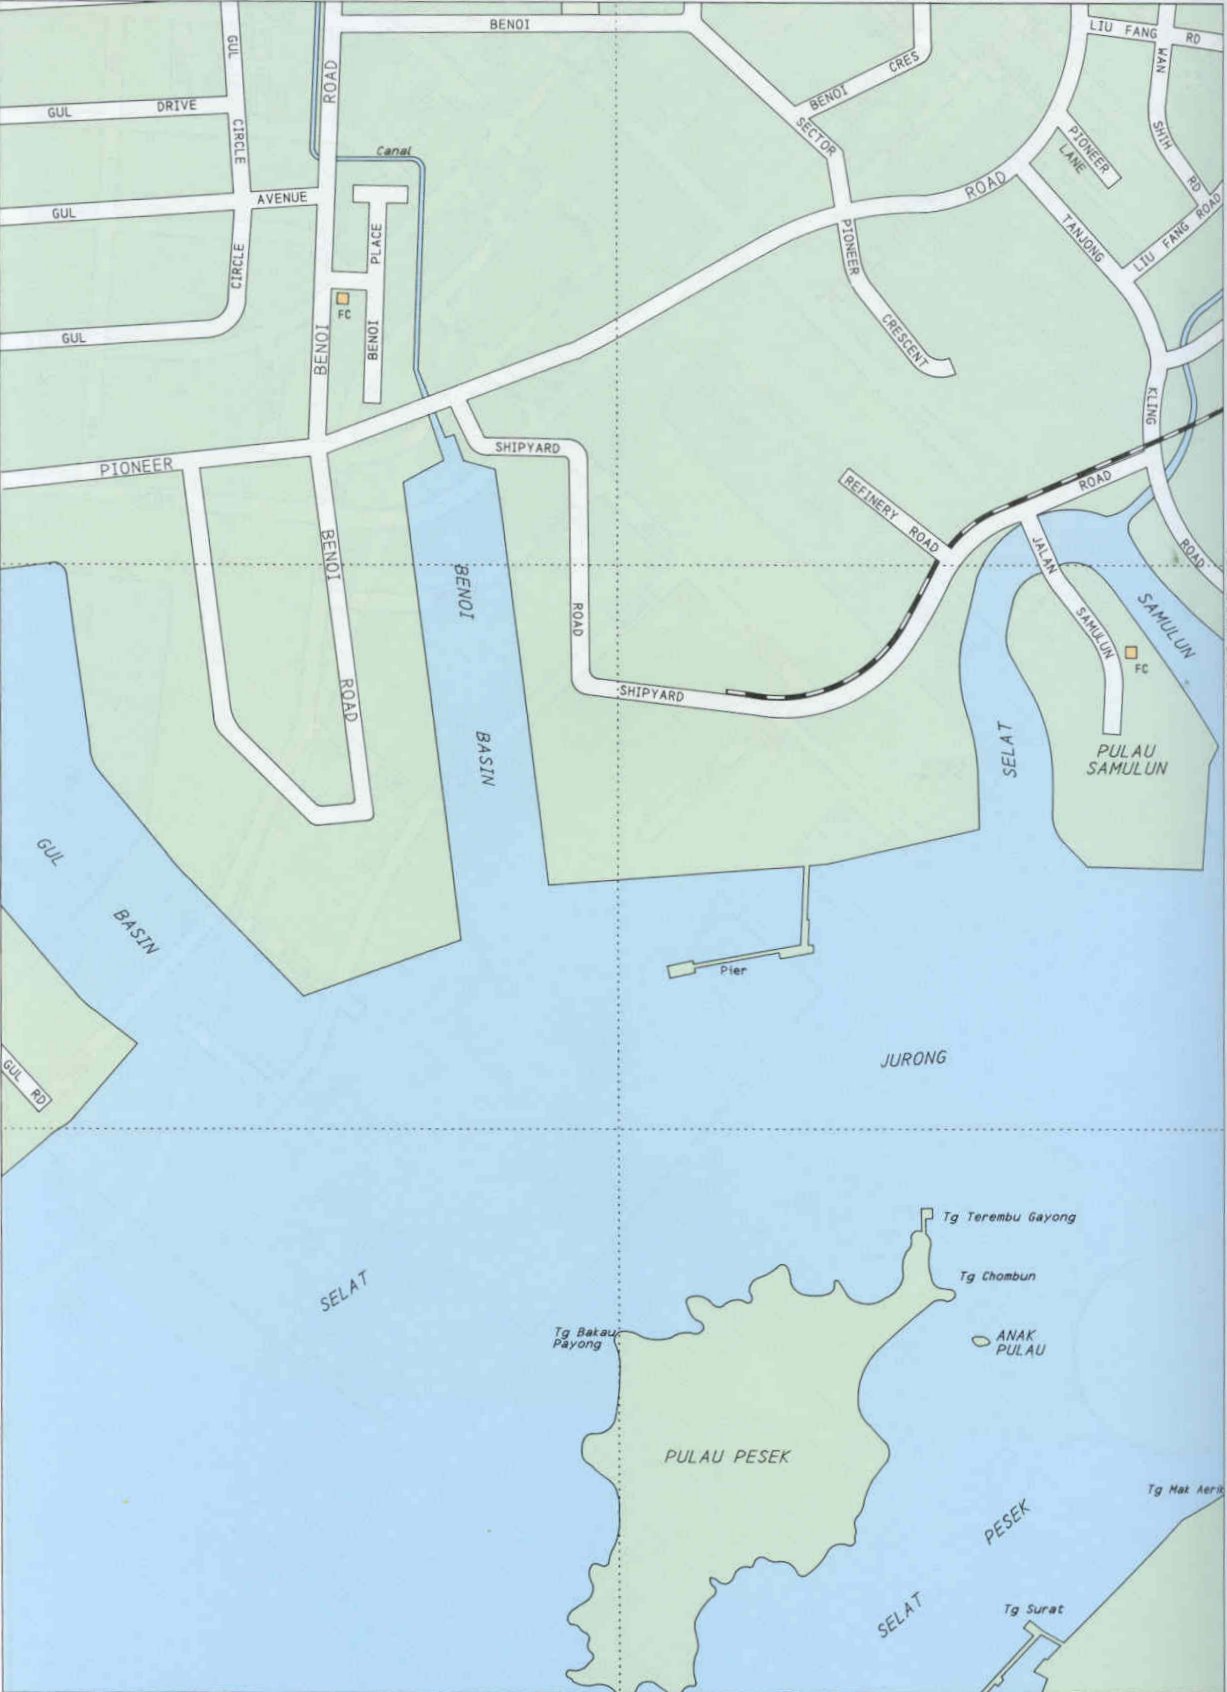 BENOI
LIU FANG RD
GUL
ROAD
WAN
CRES
BENOI
GUL DRIVE
SECTOR
CIRCLE
SHIH
PIONEER
LANE
Canal
RD
ROAD
AVENUE
GUL
LIU FANG ROAD
TANJONG
PLACE
PIONEER
CIRCLE
FC
CRESCENT
BENOI
BENOI
GUL
KLING
SHIPYARD
PIONEER
ROAD
REFINERY ROAD
BENOI
JALAN
ROAD
BENOI
SAMULUN
ROAD
SAMULUN
FC
SHIPYARD
ROAD
SELAT
BASIN
PULAU
SAMULUN
GUL
BASIN
Pier
JURONG
GUL RD
Tg Terembu Gayong
SELAT
Tg Chombun
Tg Bakau
Payong
ANAK
PULAU
PULAU PESEK
Tg Mak Aerik
PESEK
SELAT
Tg Surat